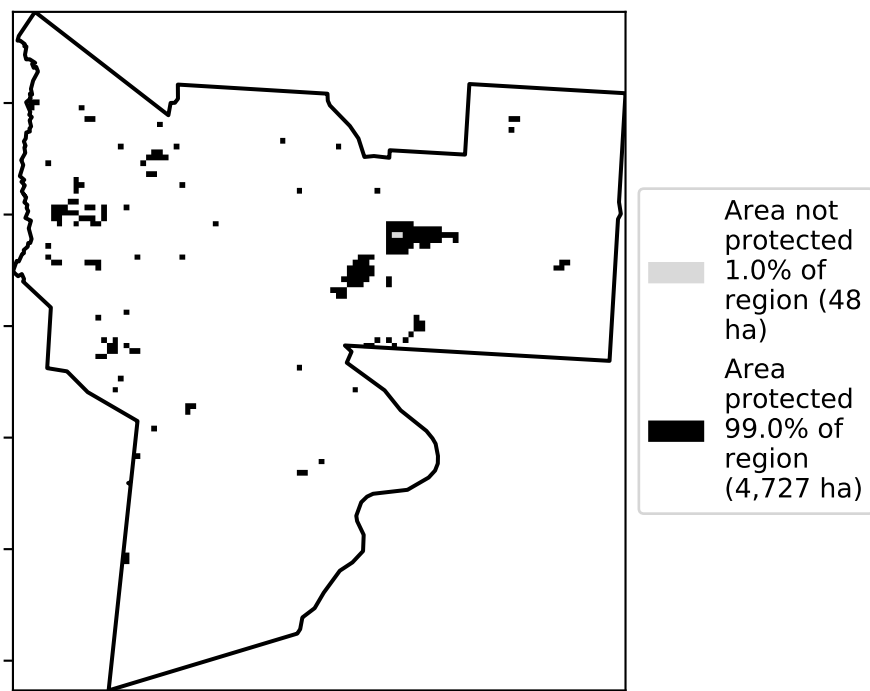 Area not
protected
1.0% of
region (48
ha)
Area
protected
99.0% of
region
(4,727 ha)